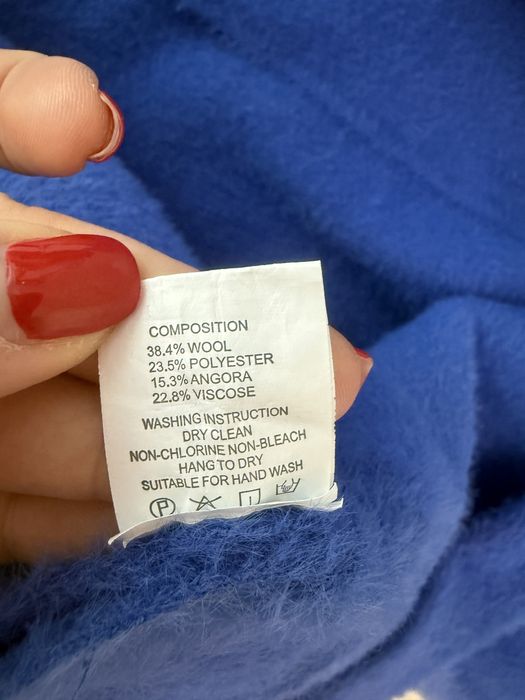 COMPOSITION
38.4% WOOL
23.5% POLYESTER
15.3% ANGORA
22.8% VISCOSE
WASHING INSTRUCTION
DRY CLEAN
NON-CHLORINE NON-BLEACH
HANG TO DRY
SUITABLE FOR HAND WASH
P